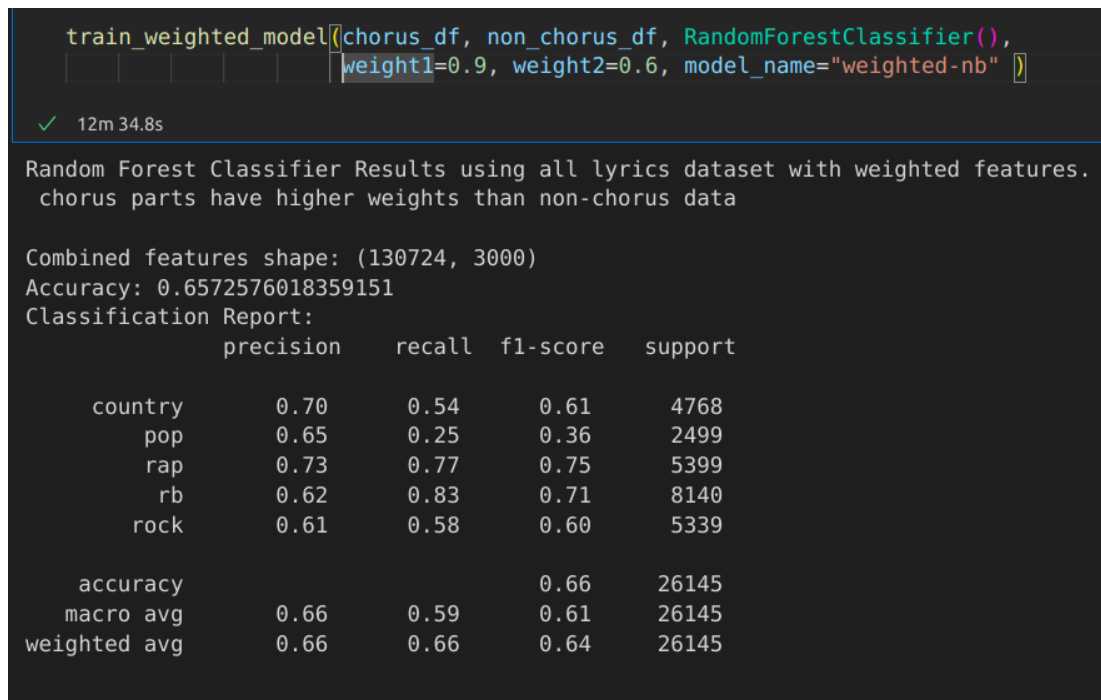 train_weighted_model(chorus_df, non_chorus_df, RandomForestClassifier(),
weight1=0.9, weight2=0.6, model_name="weighted-nb" )
✓ 12m 34.8s
Random Forest Classifier Results using all lyrics dataset with weighted features.
chorus parts have higher weights than non-chorus data
Combined features shape: (130724, 3000)
Accuracy: 0.6572576018359151
Classification Report:
precision recall f1-score support
country 0.70 0.54 0.61 4768
pop 0.65 0.25 0.36 2499
rap 0.73 0.77 0.75 5399
rb 0.62 0.83 0.71 8140
rock 0.61 0.58 0.60 5339
accuracy 0.66 26145
macro avg 0.66 0.59 0.61 26145
weighted avg 0.66 0.66 0.64 26145